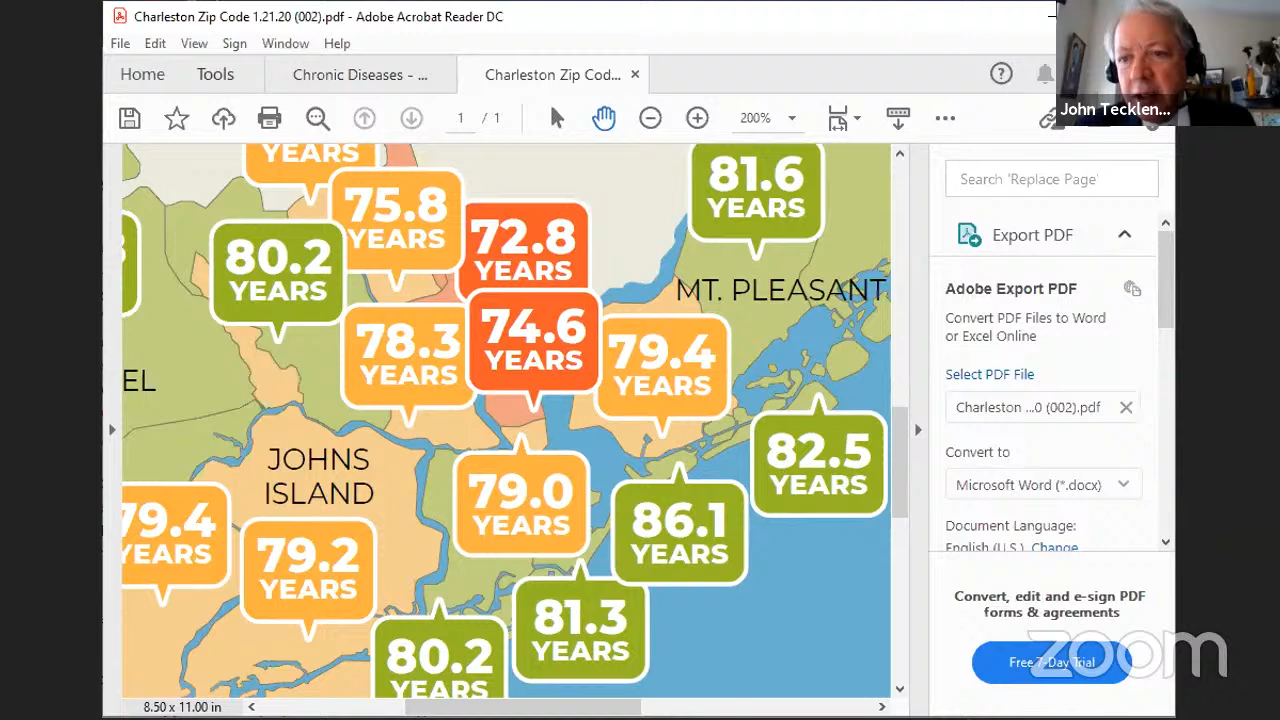 Charleston Zip Code 1.21.20 (002).pdf - Adobe Acrobat Reader DC
File Edit View Sign Window Help
Home Tools Chronic Diseases - ... Charleston Zip Cod... ×
1 / 1 200%
John Tecklen...
YEARS
75.8
YEARS
72.8
YEARS
81.6
YEARS
80.2
YEARS
MT. PLEASANT
78.3
YEARS
74.6
YEARS
79.4
YEARS
EL
JOHNS
ISLAND
82.5
YEARS
79.0
YEARS
86.1
YEARS
79.4
YEARS
79.2
YEARS
81.3
YEARS
80.2
YEARS
8.50 x 11.00 in
Search 'Replace Page'
Export PDF
Adobe Export PDF
Convert PDF Files to Word
or Excel Online
Select PDF File
Charleston ...0 (002).pdf
Convert to
Microsoft Word (*.docx)
Document Language:
English (U.S.) Change
Convert, edit and e-sign PDF
forms & agreements
Free 7-Day Trial
zoom